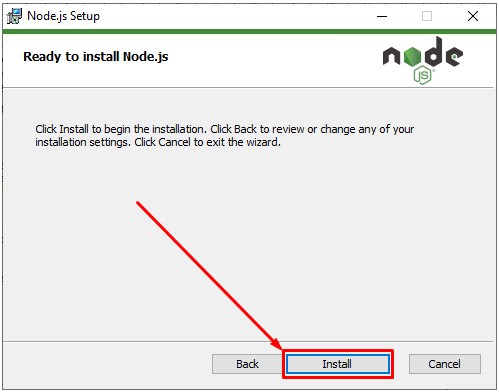 Node.js Setup
Ready to install Node.js
node
JS
Click Install to begin the installation. Click Back to review or change any of your
installation settings. Click Cancel to exit the wizard.
Back
Install
Cancel